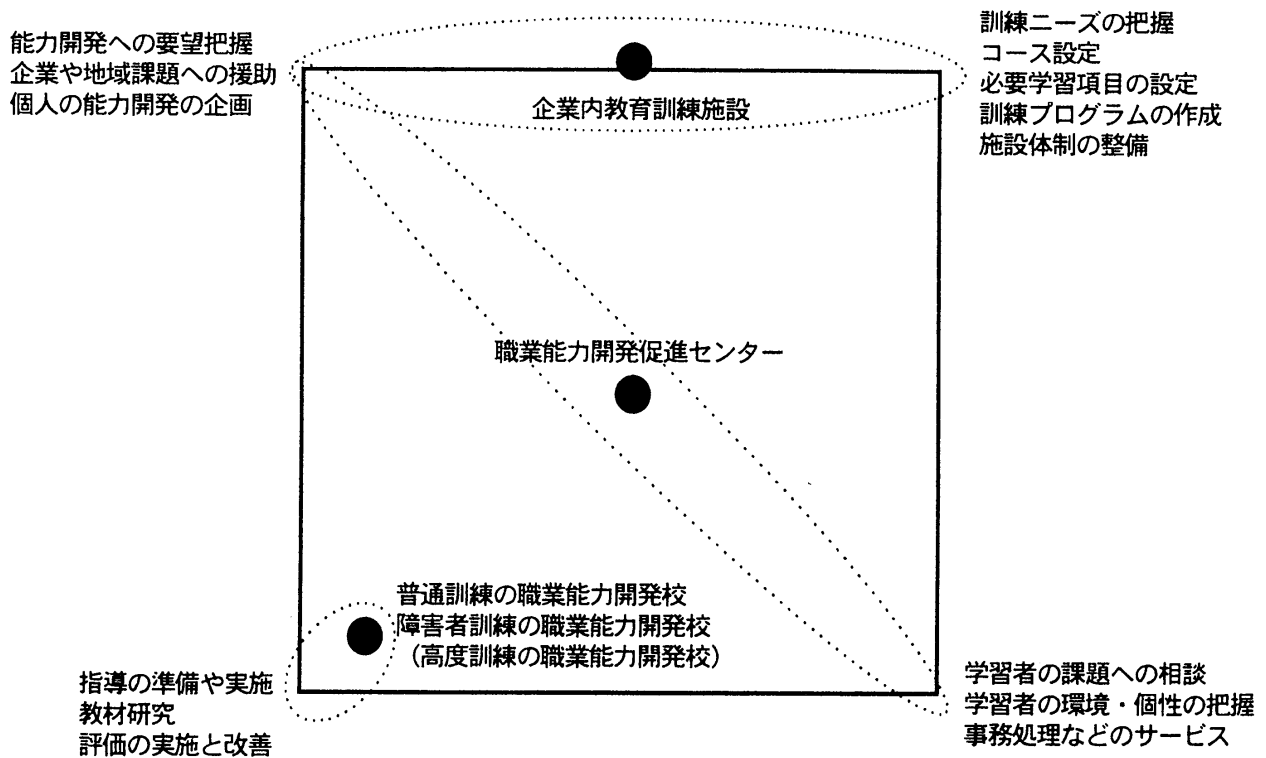 能力開発への要望把握
企業や地域課題への援助
個人の能力開発の企画
訓練ニーズの把握
コース設定
必要学習項目の設定
訓練プログラムの作成
施設体制の整備
企業内教育訓練施設
職業能力開発促進センター
普通訓練の職業能力開発校
障害者訓練の職業能力開発校
（高度訓練の職業能力開発校）
指導の準備や実施
教材研究
評価の実施と改善
学習者の課題への相談
学習者の環境・個性の把握
事務処理などのサービス